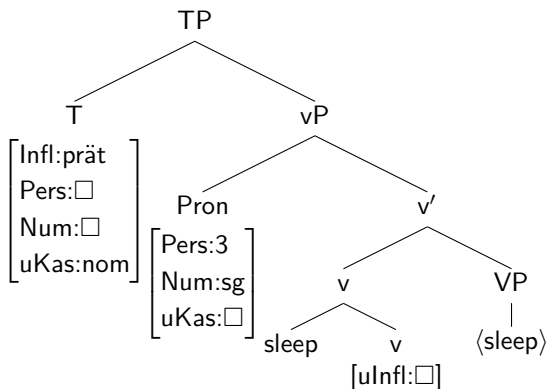 TP
T
vP
Infl:prät
Pers:□
Num:□
uKas:nom
Pron
v′
Pers:3
Num:sg
uKas:□
v
VP
sleep
v
⟨sleep⟩
[uInfl:□]